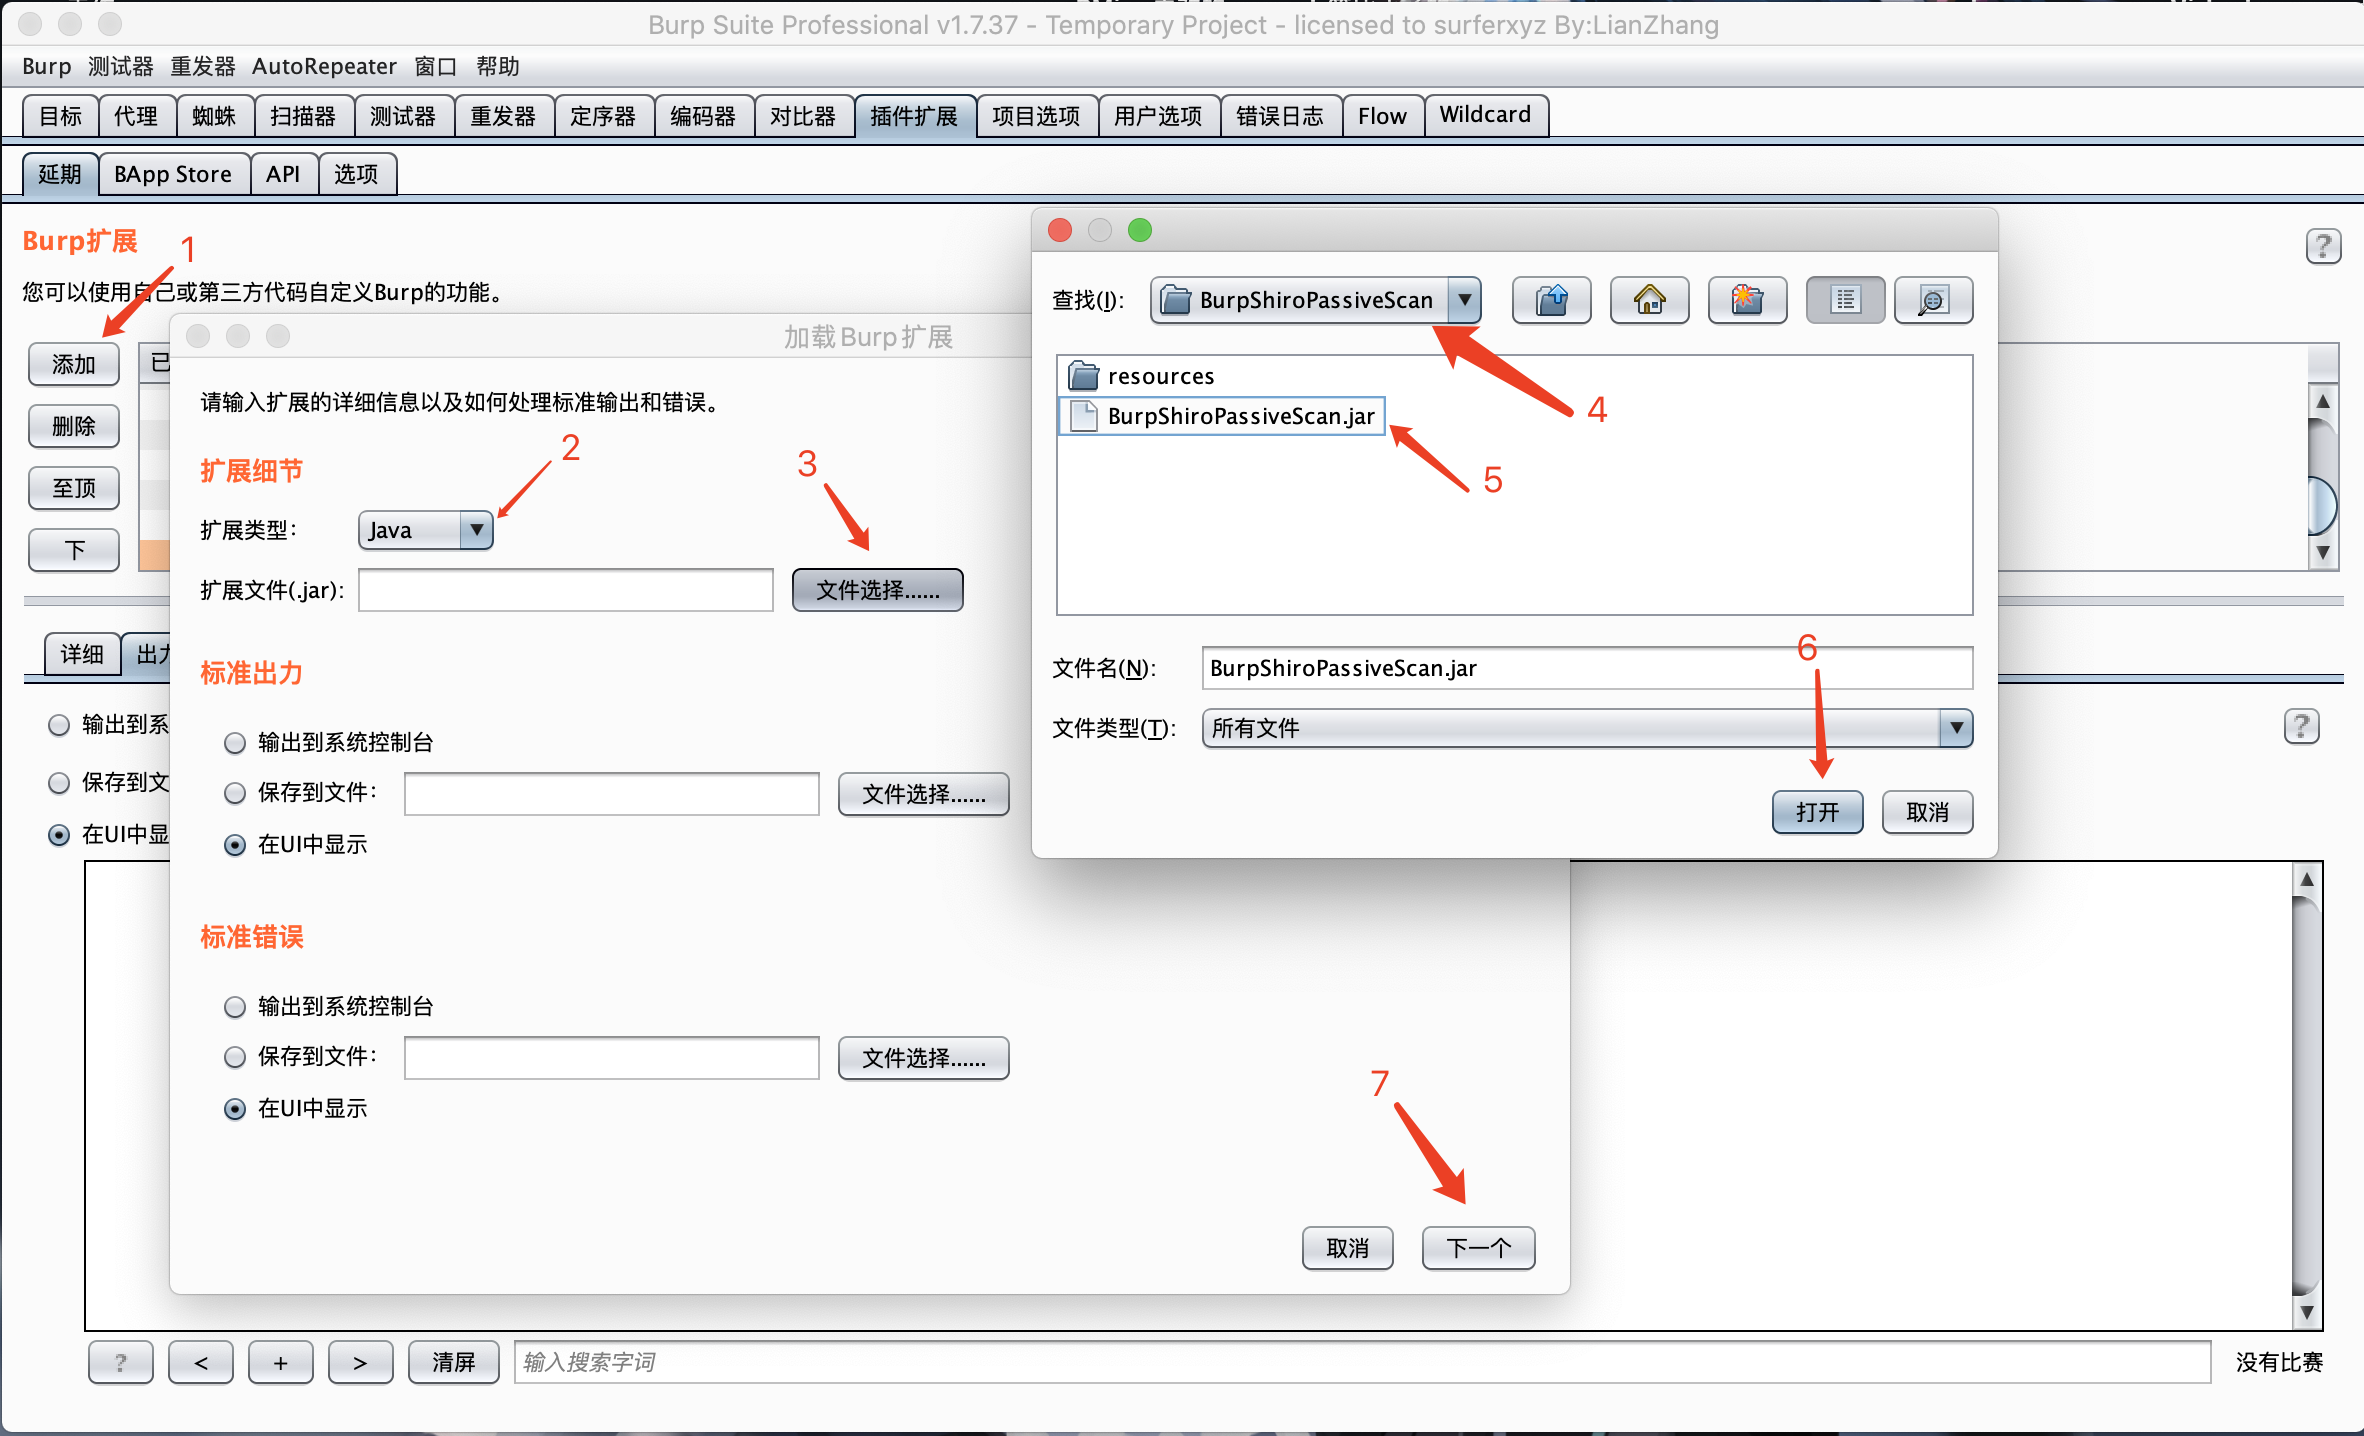 Burp Suite Professional v1.7.37 - Temporary Project - licensed to surferxyz By:LianZhang
Burp 测试器 重发器 AutoRepeater 窗口 帮助
目标 代理 蜘蛛 扫描器 测试器 重发器 定序器 编码器 对比器 插件扩展 项目选项 用户选项 错误日志 Flow Wildcard
延期 BApp Store API 选项
Burp扩展
1
您可以使用自己或第三方代码自定义Burp的功能。
?
添加
删除
至顶
下
已
详细
出力
输出到系
保存到文
在UI中显
?
加载Burp扩展
请输入扩展的详细信息以及如何处理标准输出和错误。
2
3
扩展细节
扩展类型:
Java
扩展文件(.jar):
文件选择......
标准出力
输出到系统控制台
保存到文件:
文件选择......
在UI中显示
标准错误
输出到系统控制台
保存到文件:
文件选择......
在UI中显示
7
取消
下一个
查找(I):
BurpShiroPassiveScan
resources
BurpShiroPassiveScan.jar
4
5
6
文件名(N):
BurpShiroPassiveScan.jar
文件类型(T):
所有文件
打开
取消
? < + > 清屏 输入搜索字词 没有比赛